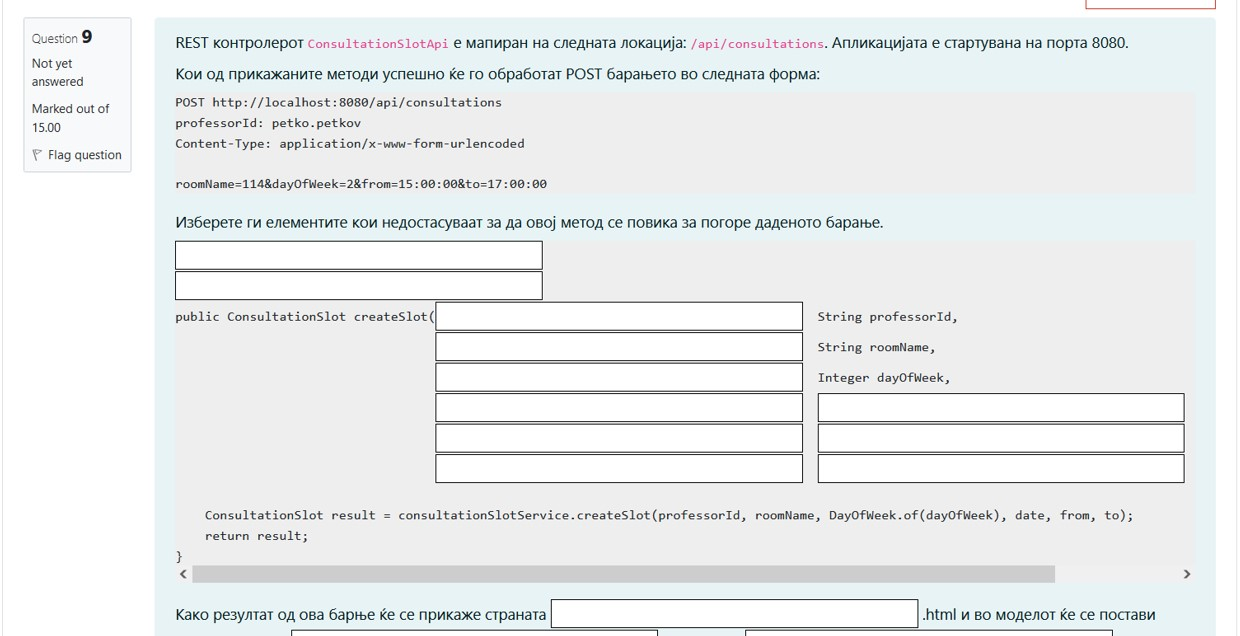 Question 9
Not yet
answered
Marked out of
15.00
Flag question
REST контролерот ConsultationSlotApi е мапиран на следната локација: /api/consultations. Апликацијата е стартувана на порта 8080.
Кои од прикажаните методи успешно ќе го обработат POST барањето во следната форма:
POST http://localhost:8080/api/consultations
professorId: petko.petkov
Content-Type: application/x-www-form-urlencoded
roomName=114&dayOfWeek=2&from=15:00:00&to=17:00:00
Изберете ги елементите кои недостасуваат за да овој метод се повика за погоре даденото барање.
public ConsultationSlot createSlot( String professorId,
String roomName,
Integer dayOfWeek,
ConsultationSlot result = consultationSlotService.createSlot(professorId, roomName, DayOfWeek.of(dayOfWeek), date, from, to);
return result;
}
Како резултат од ова барње ќе се прикаже страната .html и во моделот ќе се постави